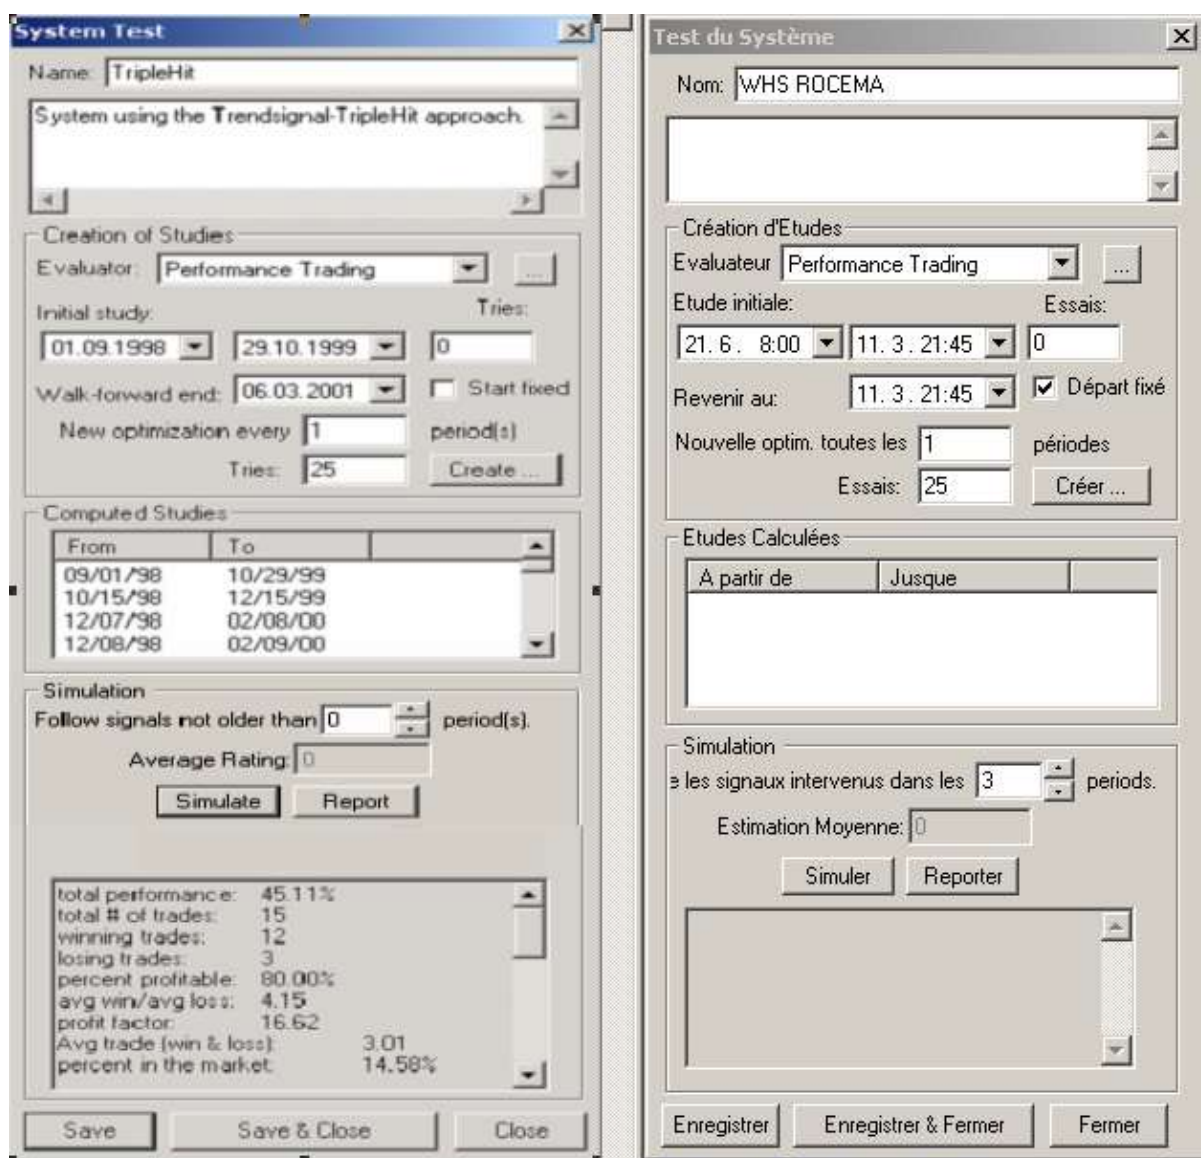 System Test
Name: TripleHit
System using the Trendsignal-TripleHit approach.
Creation of Studies
Evaluator: Performance Trading ...
Initial study: Tries:
01.09.1998 29.10.1999 0
Walk-forward end: 06.03.2001 Start fixed
New optimization every 1 period(s)
Tries: 25 Create ...
Computed Studies
From To
09/01/98 10/29/99
10/15/98 12/15/99
12/07/98 02/08/00
12/08/98 02/09/00
Simulation
Follow signals not older than 0 period(s).
Average Rating: 0
Simulate Report
total performance: 45.11%
total # of trades: 15
winning trades: 12
losing trades: 3
percent profitable: 80.00%
avg win/avg loss: 4.15
profit factor: 16.62
Avg trade (win & loss): 3.01
percent in the market: 14.58%
Save Save & Close Close
Test du Système
Nom: WHS ROCEMA
Création d'Etudes
Evaluateur Performance Trading ...
Etude initiale: Essais:
21. 6. 8:00 11. 3. 21:45 0
Revenir au: 11. 3. 21:45 Départ fixé
Nouvelle optim. toutes les 1 périodes
Essais: 25 Créer ...
Etudes Calculées
A partir de Jusque
Simulation
e les signaux intervenus dans les 3 periods.
Estimation Moyenne: 0
Simuler Reporter
Enregistrer Enregistrer & Fermer Fermer